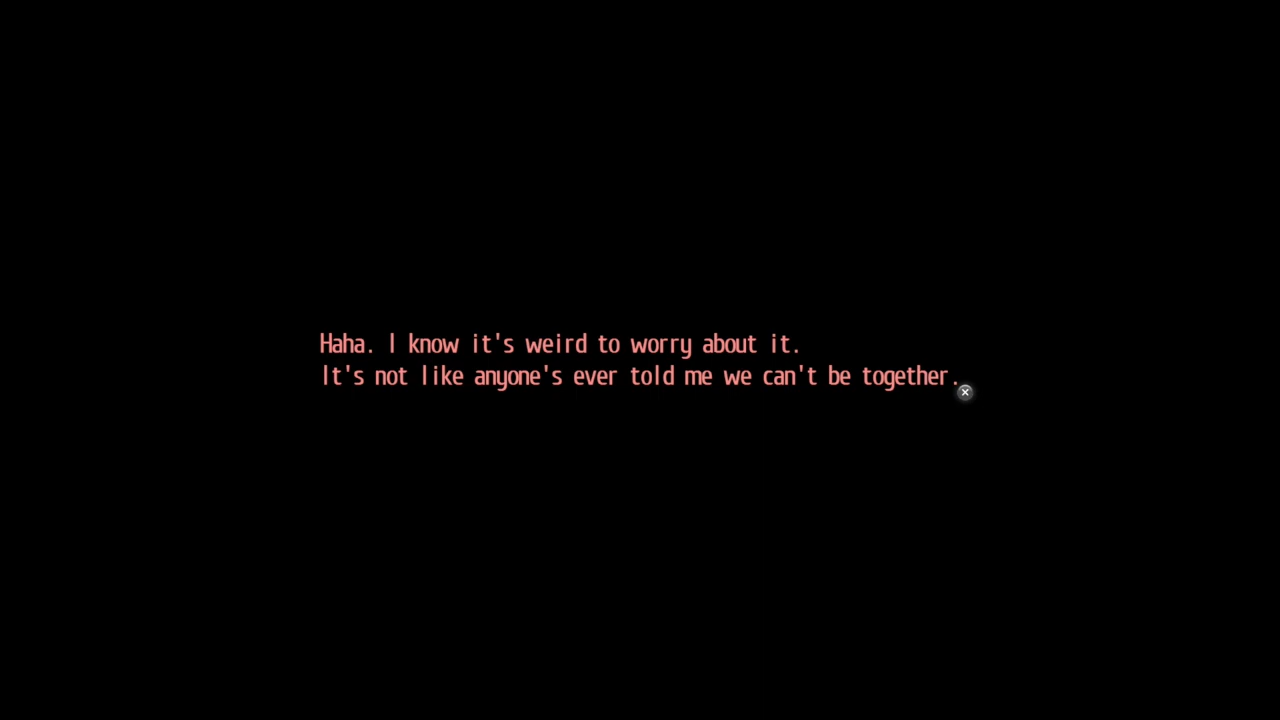 Haha. I know it's weird to worry about it.
It's not like anyone's ever told me we can't be together.